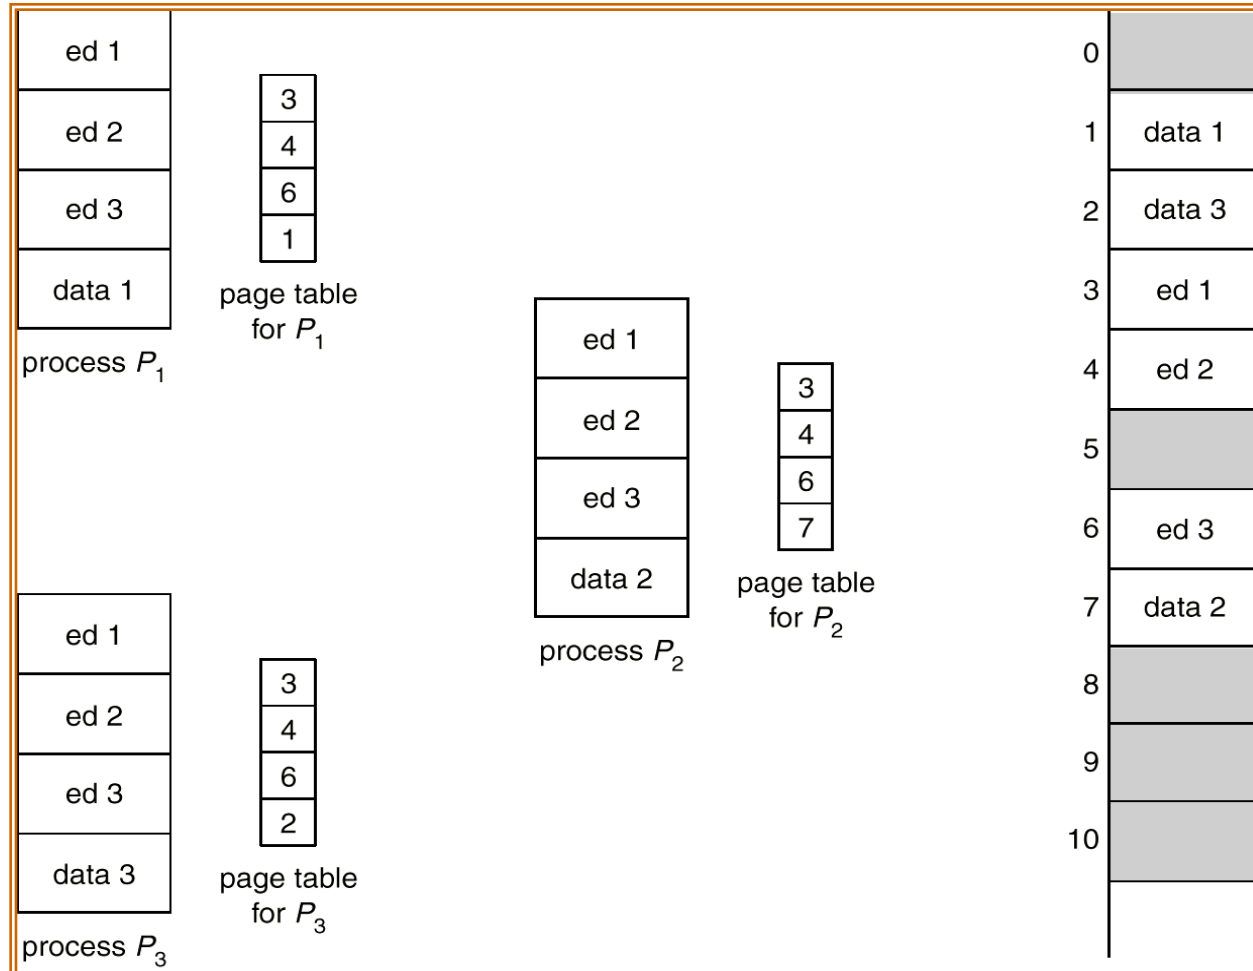 ed 1
ed 2
ed 3
data 1
process P1
3
4
6
1
page table
for P1
ed 1
ed 2
ed 3
data 2
process P2
3
4
6
7
page table
for P2
ed 1
ed 2
ed 3
data 3
process P3
3
4
6
2
page table
for P3
0
1 data 1
2 data 3
3 ed 1
4 ed 2
5
6 ed 3
7 data 2
8
9
10